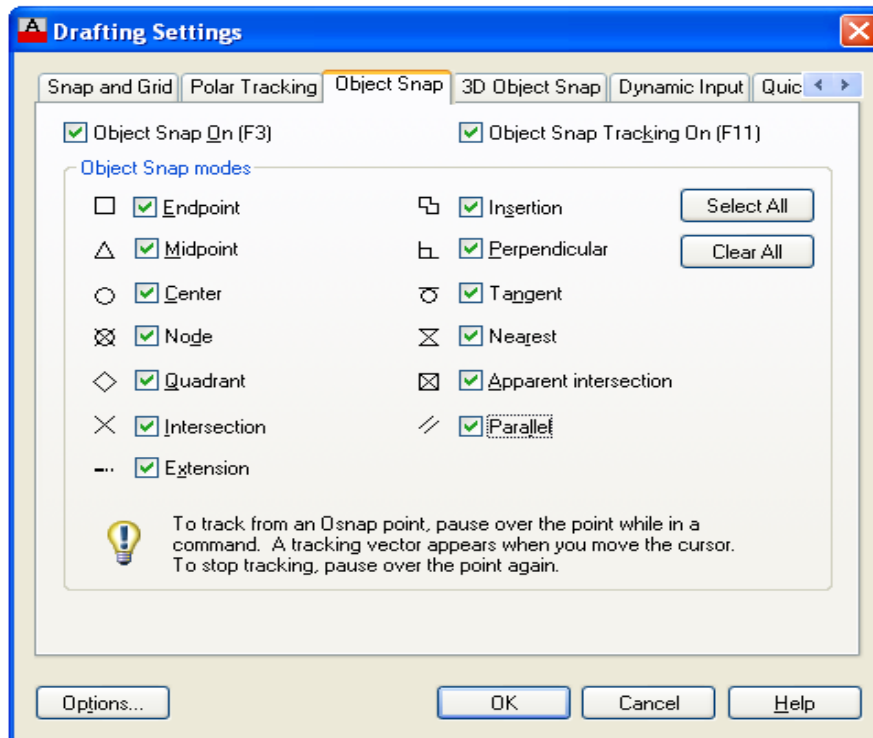 Drafting Settings
Snap and Grid Polar Tracking Object Snap 3D Object Snap Dynamic Input Quic
Object Snap On (F3) Object Snap Tracking On (F11)
Object Snap modes
Endpoint Insertion Select All
Midpoint Perpendicular Clear All
Center Tangent
Node Nearest
Quadrant Apparent intersection
Intersection Parallel
Extension
To track from an Osnap point, pause over the point while in a
command. A tracking vector appears when you move the cursor.
To stop tracking, pause over the point again.
Options... OK Cancel Help